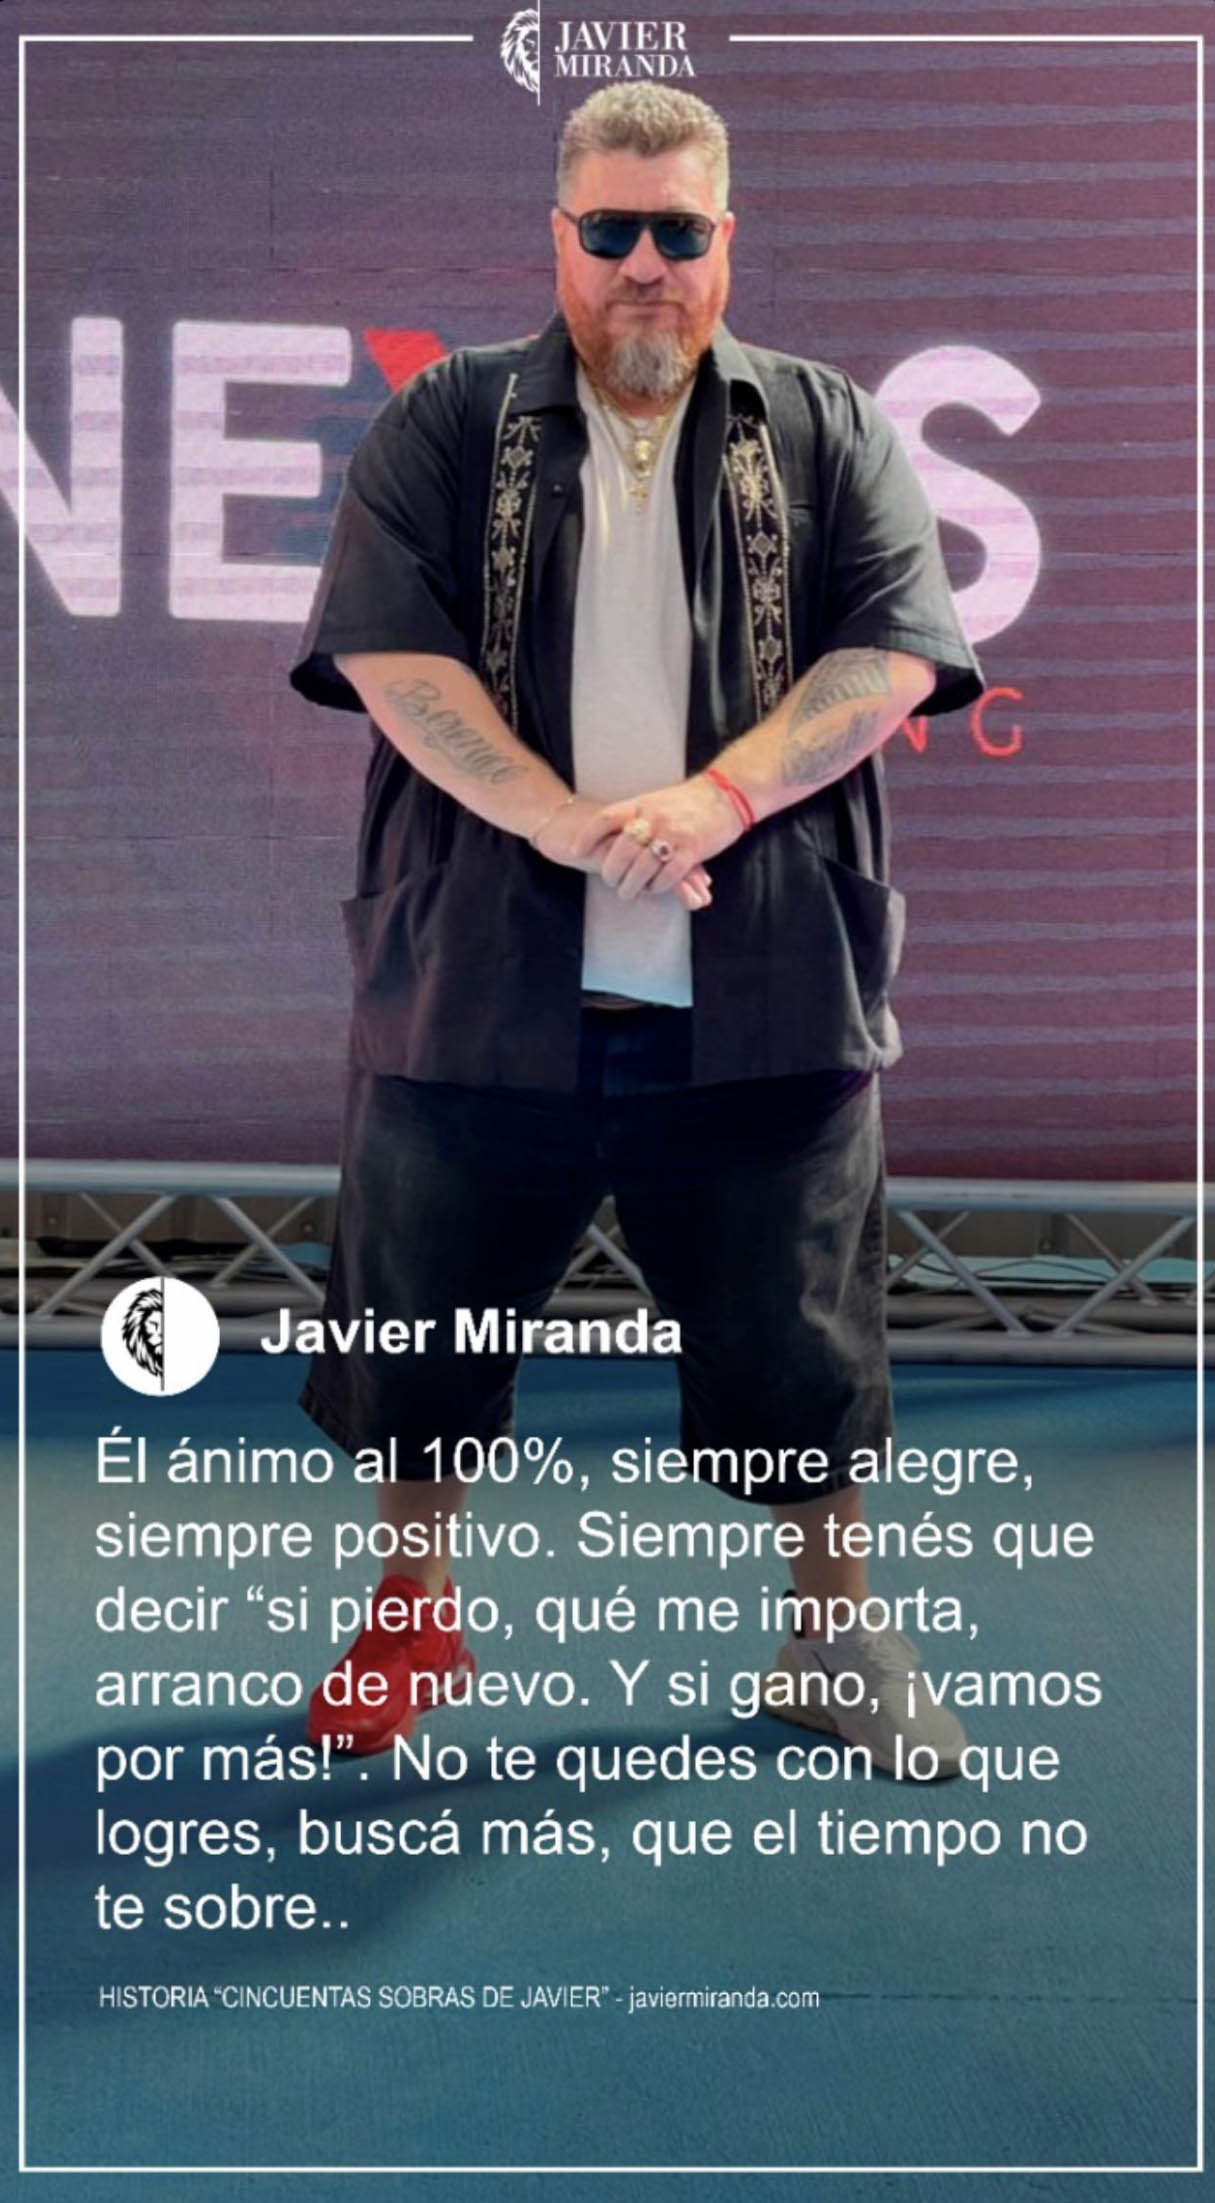 JAVIER
MIRANDA
NE S
NG
Javier Miranda
Él ánimo al 100%, siempre alegre,
siempre positivo. Siempre tenés que
decir “si pierdo, qué me importa,
arranco de nuevo. Y si gano, ¡vamos
por más!”. No te quedes con lo que
logres, buscá más, que el tiempo no
te sobre..
HISTORIA “CINCUENTAS SOBRAS DE JAVIER” - javiermiranda.com